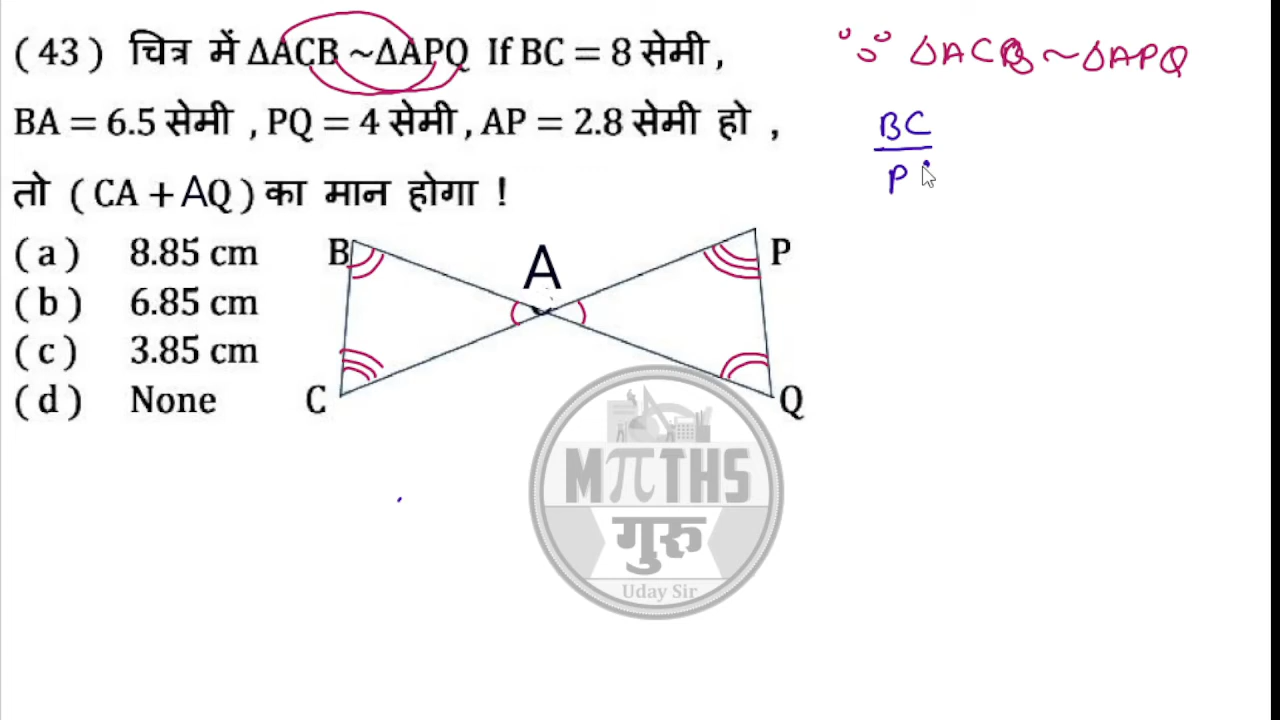 ( 43 ) चित्र में ΔACB ~ΔAPQ If BC = 8 सेमी ,
BA = 6.5 सेमी , PQ = 4 सेमी , AP = 2.8 सेमी हो ,
तो ( CA + AQ ) का मान होगा !
( a ) 8.85 cm
( b ) 6.85 cm
( c ) 3.85 cm
( d ) None
B
A
P
C
Q
∵ ΔACB ~ ΔAPQ
BC
P
MπTHS
गुरु
Uday Sir